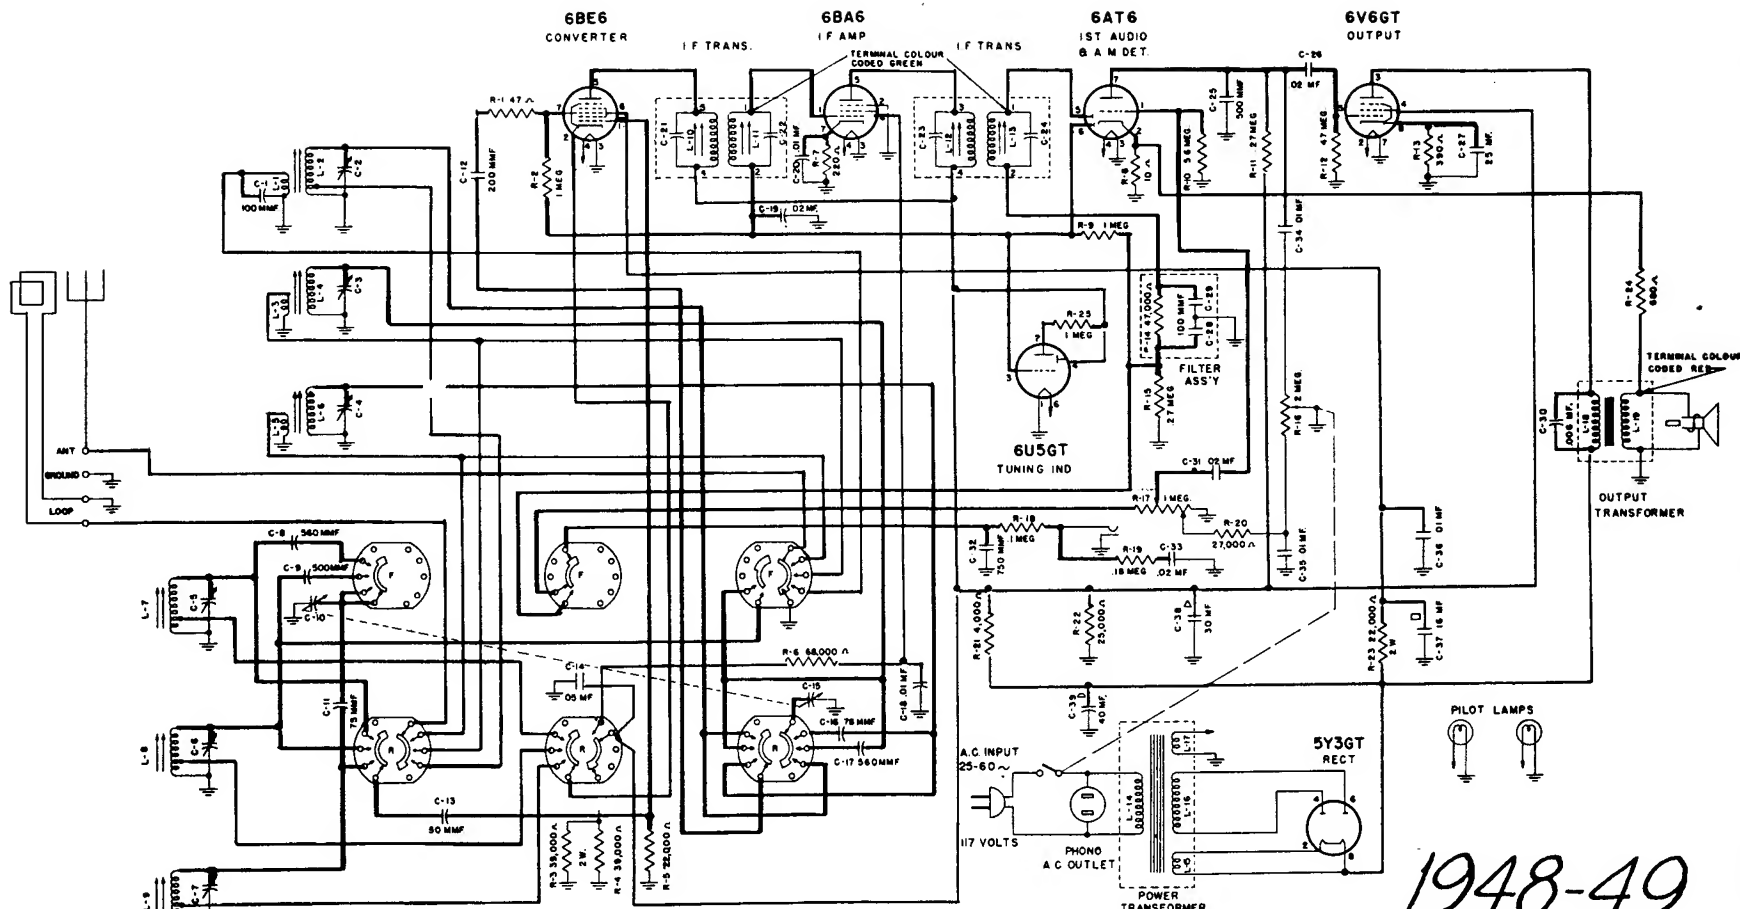 6BE6
CONVERTER
I F TRANS.
6BA6
I F AMP
TERMINAL COLOUR
CODED GREEN
I F TRANS
6AT6
1ST AUDIO
& A M DET.
6V6GT
OUTPUT
C-26
.02 MF
R-1 47 Ω
C-12
200 MMF
R-2
1 MEG
C-21
L-10
L-11
C-22
C-20 .01 MF
R-7
220 Ω
C-23
L-12
L-13
C-24
R-8
10 Ω
R-10 5.6 MEG.
C-25
500 MMF
R-11 .27 MEG
R-12 .47 MEG
R-13
390 Ω
C-27
25 MF.
C-19 .02 MF.
R-9 1 MEG
C-34 .01 MF
L-1
L-2
C-2
C-1
100 MMF
L-3
L-4
C-3
L-5
L-6
C-4
R-25
1 MEG
R-14 47,000 Ω
100 MMF
C-29
C-28
FILTER
ASS'Y
R-15
.27 MEG
R-16 2 MEG.
R-24
680 Ω
TERMINAL COLOUR
CODED RED
C-30
.006 MF.
L-18
L-19
OUTPUT
TRANSFORMER
6U5GT
TUNING IND
C-31 .02 MF
R-17 1 MEG.
ANT
GROUND
LOOP
C-8 560 MMF
C-9 500 MMF
C-10
L-7
C-5
F
F
F
C-32
750 MMF
R-18
.1 MEG
R-19
.18 MEG
C-33
.02 MF
R-20
27,000 Ω
C-35 .01 MF
C-36 .01 MF
R-21 4,000 Ω
R-22
25,000 Ω
C-38
30 MF
R-23 22,000 Ω
2 W
C-37 16 MF
R-6 68,000 Ω
C-14
.05 MF
C-11
75 MMF
C-15
C-16 75 MMF
C-17 560 MMF
C-18 .01 MF
C-39
40 MF
L-8
C-6
R
R
R
C-13
50 MMF
R-3 39,000 Ω
2 W.
R-4 39,000 Ω
R-5 22,000 Ω
L-9
C-7
A.C. INPUT
25-60 ~
117 VOLTS
PHONO
A C OUTLET
L-14
L-17
L-16
L-15
POWER
TRANSFORMER
5Y3GT
RECT
PILOT LAMPS
1948-49